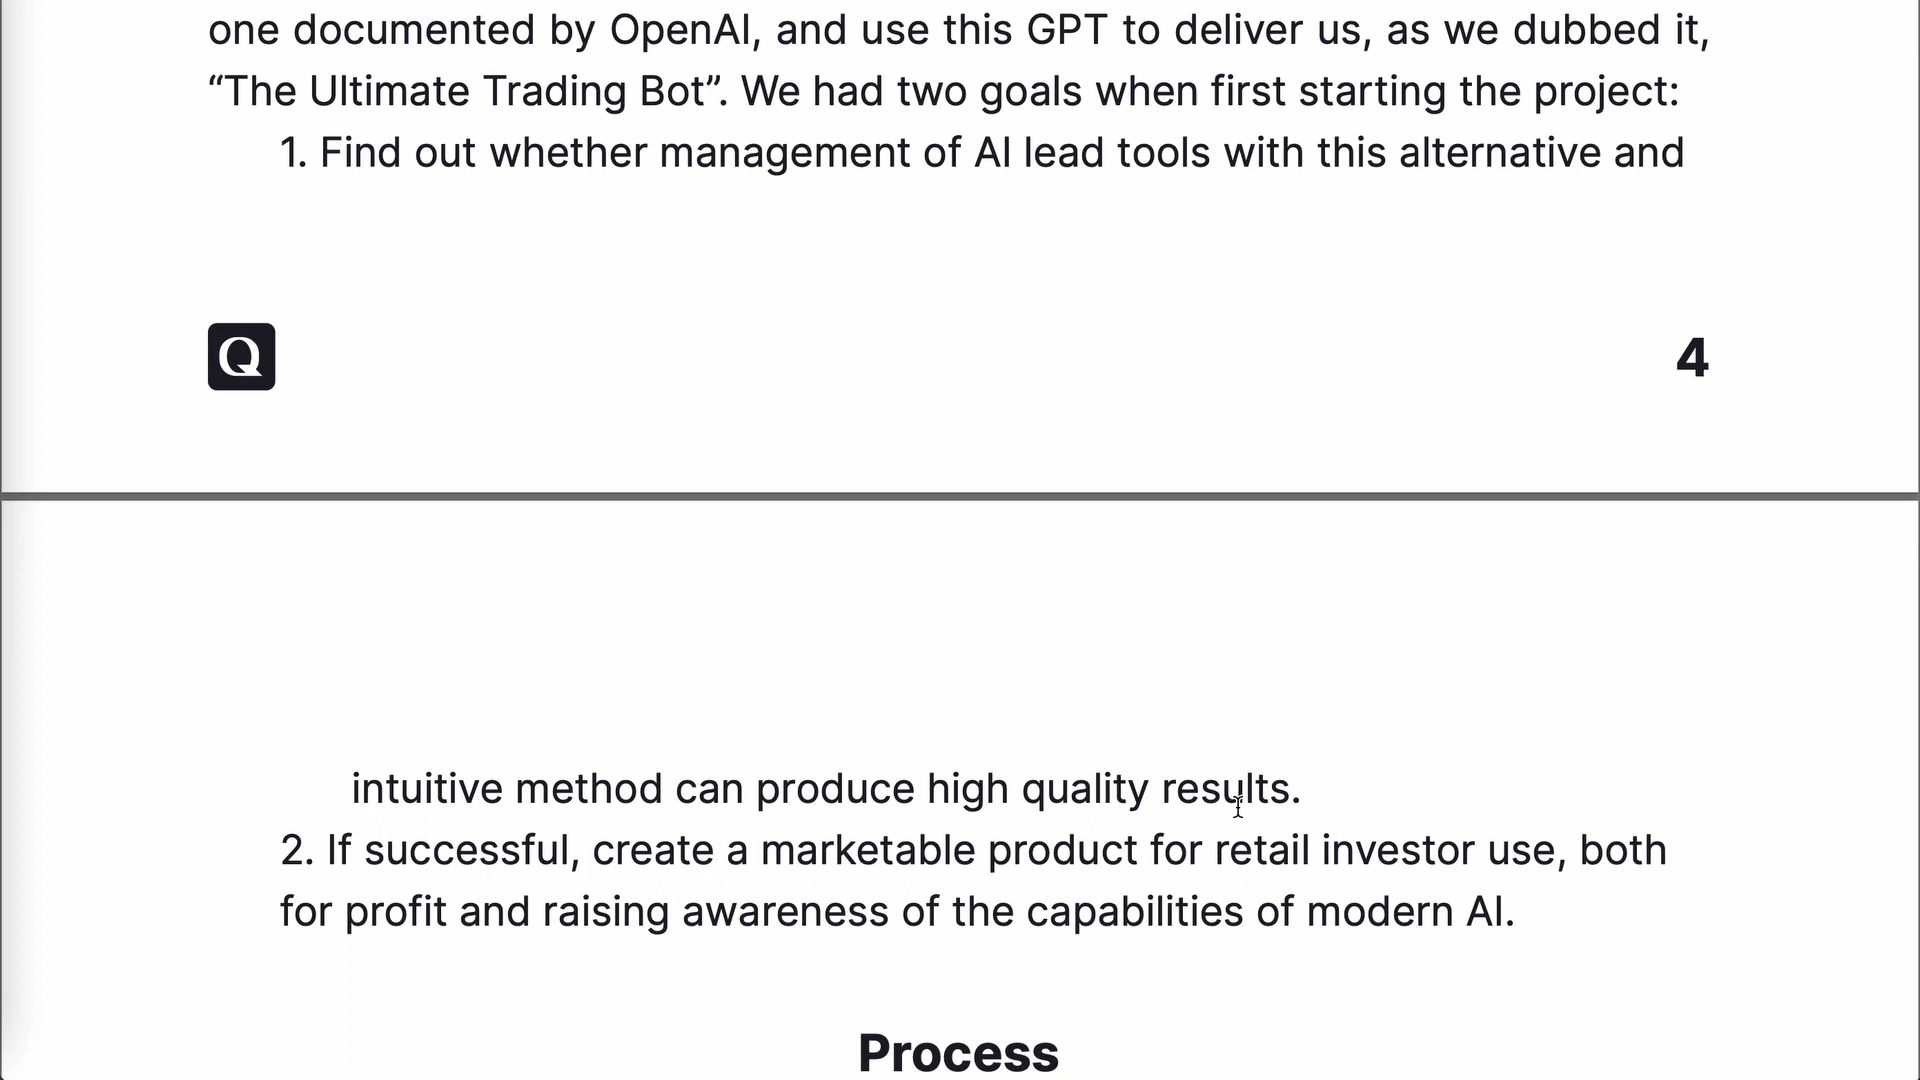 one documented by OpenAI, and use this GPT to deliver us, as we dubbed it,
“The Ultimate Trading Bot”. We had two goals when first starting the project:
1. Find out whether management of AI lead tools with this alternative and
Q
4
intuitive method can produce high quality results.
2. If successful, create a marketable product for retail investor use, both
for profit and raising awareness of the capabilities of modern AI.
Process